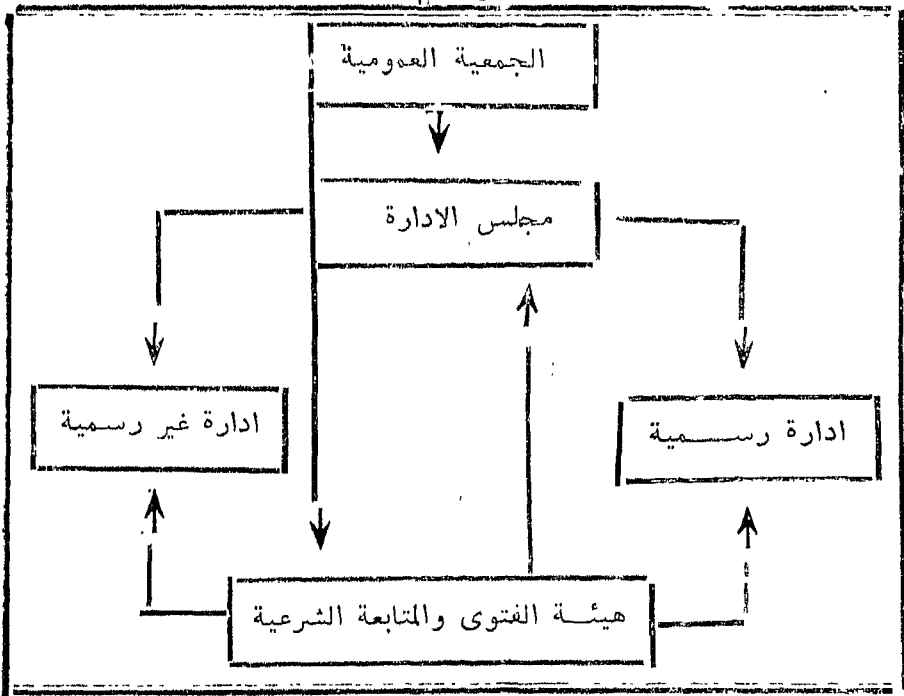 الجمعية العمومية
مجلس الادارة
ادارة رسمية
ادارة غير رسمية
هيئة الفتوى والمتابعة الشرعية